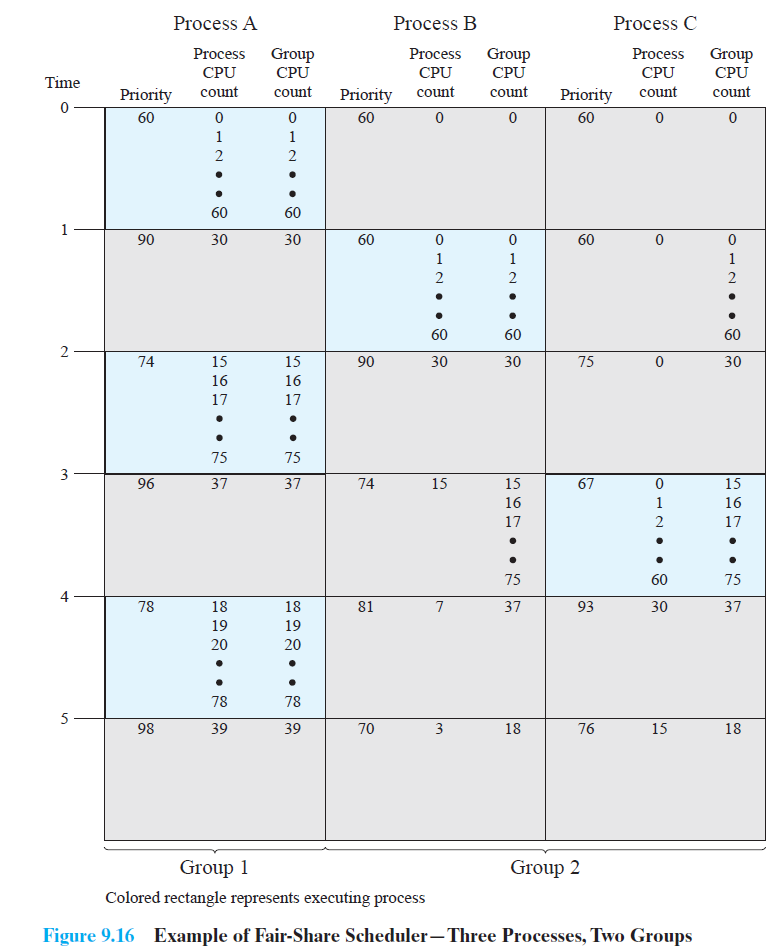 Process A Process B Process C
Process Group Process Group Process Group
CPU CPU CPU CPU CPU CPU
Time Priority count count Priority count count Priority count count
0 60 0 0 60 0 0 60 0 0
1 1
2 2
• •
• •
60 60
1 90 30 30 60 0 0 60 0 0
1 1 1
2 2 2
• • •
• • •
60 60 60
2 74 15 15 90 30 30 75 0 30
16 16
17 17
• •
• •
75 75
3 96 37 37 74 15 15 67 0 15
16 1 16
17 2 17
• • •
• • •
75 60 75
4 78 18 18 81 7 37 93 30 37
19 19
20 20
• •
• •
78 78
5 98 39 39 70 3 18 76 15 18
Group 1 Group 2
Colored rectangle represents executing process
Figure 9.16 Example of Fair-Share Scheduler—Three Processes, Two Groups